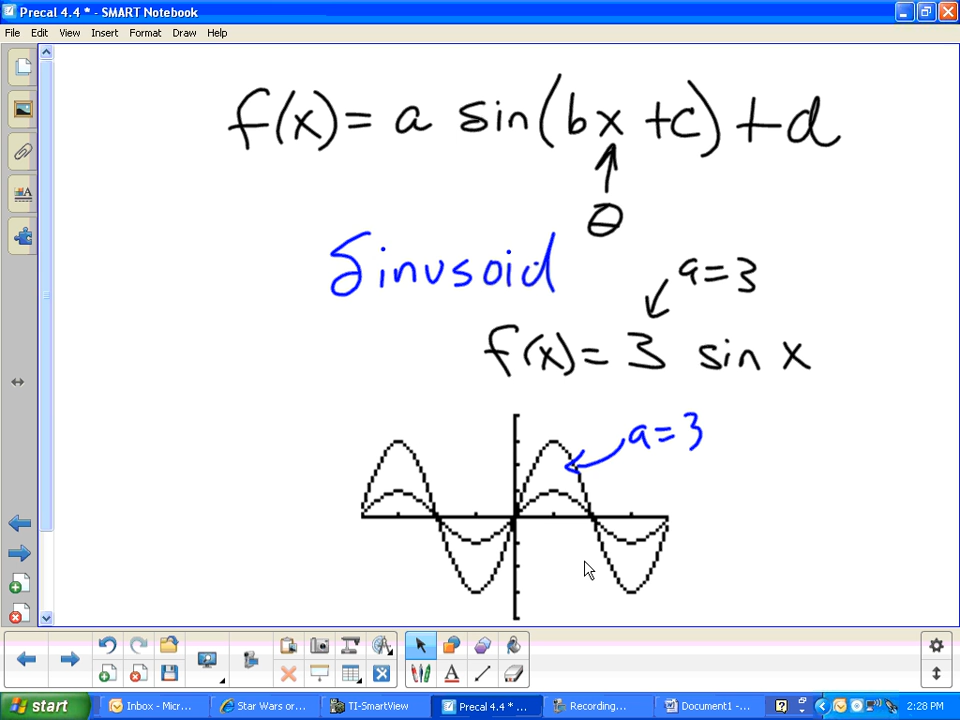 Precal 4.4 * - SMART Notebook
File Edit View Insert Format Draw Help
f(x) = a sin(bx + c) + d
θ
Sinusoid
a = 3
f(x) = 3 sin x
a = 3
start Inbox - Micr... Star Wars or... TI-SmartView Precal 4.4 * -... Recording... Document1 -... 2:28 PM